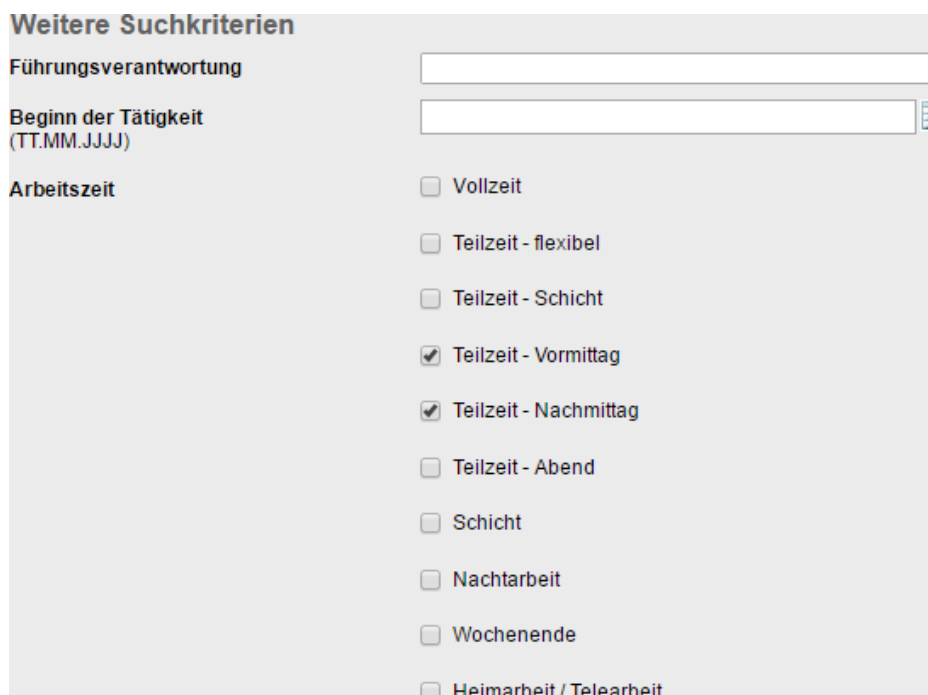 Weitere Suchkriterien
Führungsverantwortung
Beginn der Tätigkeit
(TT.MM.JJJJ)
Arbeitszeit
Vollzeit
Teilzeit - flexibel
Teilzeit - Schicht
Teilzeit - Vormittag
Teilzeit - Nachmittag
Teilzeit - Abend
Schicht
Nachtarbeit
Wochenende
Heimarbeit / Telearbeit